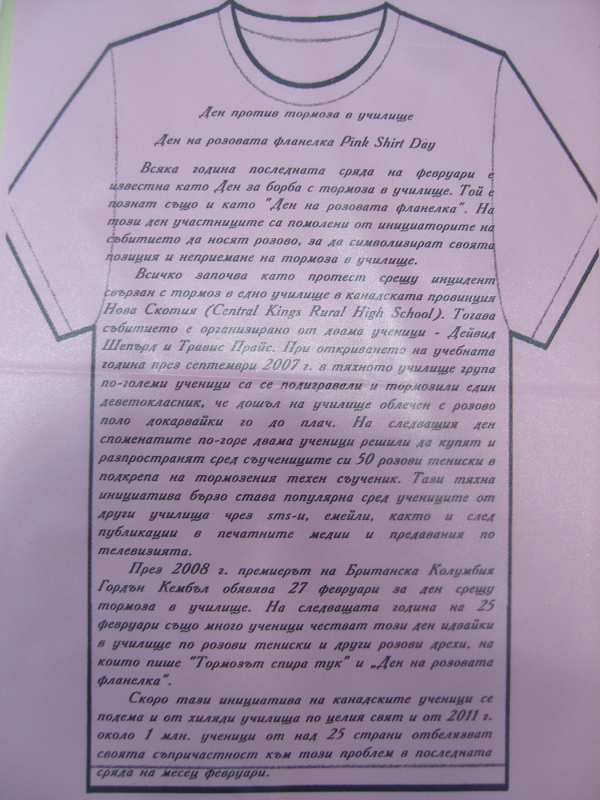 Ден против тормоза в училище
Ден на розовата фланелка Pink Shirt Day
Всяка година последната сряда на февруари е
известна като Ден за борба с тормоза в училище. Той е
познат също и като "Ден на розовата фланелка". На
този ден участниците са помолени от инициаторите на
събитието да носят розово, за да символизират своята
позиция и неприемане на тормоза в училище.
Всичко започва като протест срещу инцидент
свързан с тормоз в едно училище в канадската провинция
Нова Скотия (Central Kings Rural High School). Тогава
събитието е организирано от двама ученици - Дейвид
Шепърд и Травис Прайс. При откриването на учебната
година през септември 2007 г. в тяхното училище група
по-големи ученици са се подигравали и тормозили един
деветокласник, че дошъл на училище облечен с розово
поло докарвайки го до плач. На следващия ден
споменатите по-горе двама ученици решили да купят и
разпространят сред съучениците си 50 розови тениски в
подкрепа на тормозения техен съученик. Тази тяхна
инициатива бързо става популярна сред учениците от
други училища чрез sms-и, емейли, както и след
публикации в печатните медии и предавания по
телевизията.
През 2008 г. премиерът на Британска Колумбия
Гордън Кембъл обявява 27 февруари за ден срещу
тормоза в училище. На следващата година на 25
февруари също много ученици честват този ден идвайки
в училище по розови тениски и други розови дрехи, на
които пише "Тормозът спира тук" и „Ден на розовата
фланелка".
Скоро тази инициатива на канадските ученици се
подема и от хиляди училища по целия свят и от 2011 г.
около 1 млн. ученици от над 25 страни отбелязват
своята съпричастност към този проблем в последната
сряда на месец февруари.